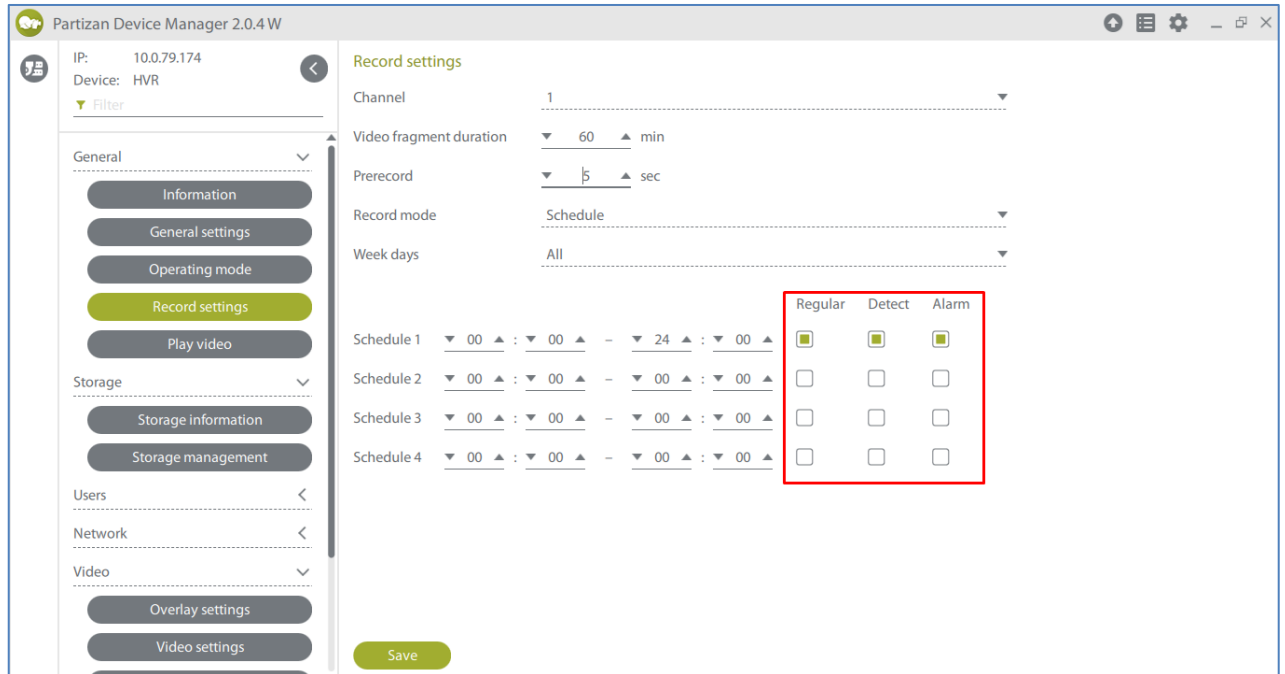 Partizan Device Manager 2.0.4 W
IP: 10.0.79.174
Device: HVR
Filter
General
Information
General settings
Operating mode
Record settings
Play video
Storage
Storage information
Storage management
Users
Network
Video
Overlay settings
Video settings
Record settings
Channel 1
Video fragment duration 60 min
Prerecord 5 sec
Record mode Schedule
Week days All
Regular Detect Alarm
Schedule 1 00 : 00 – 24 : 00
Schedule 2 00 : 00 – 00 : 00
Schedule 3 00 : 00 – 00 : 00
Schedule 4 00 : 00 – 00 : 00
Save